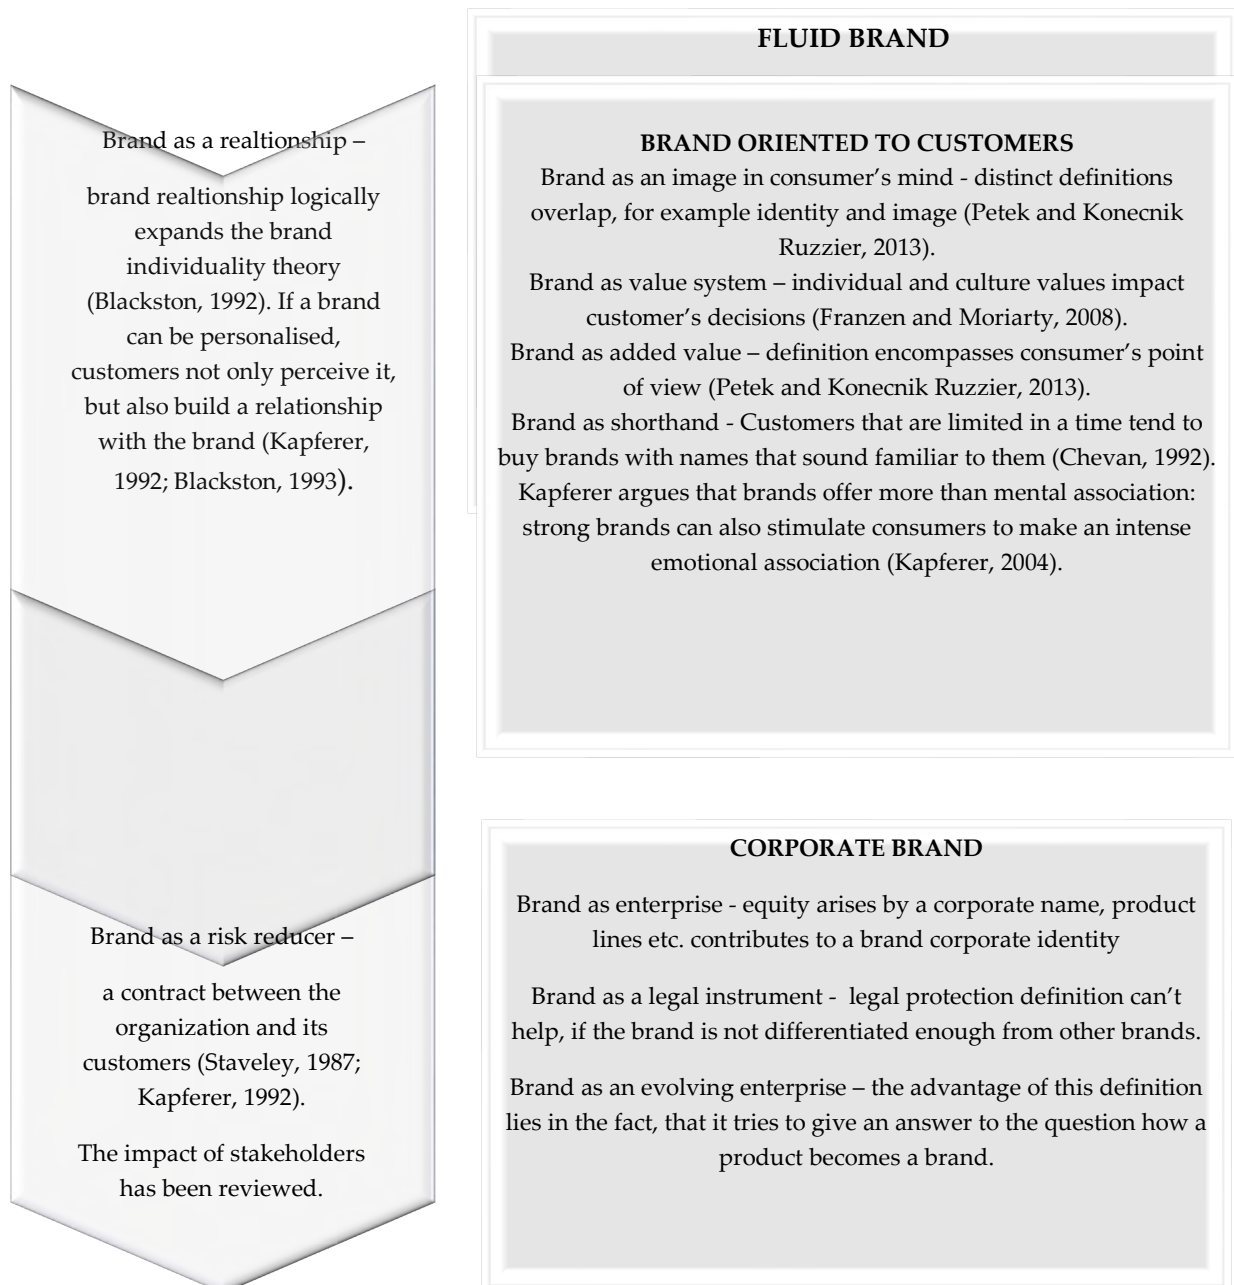 Brand as a realtionship –
brand realtionship logically
expands the brand
individuality theory
(Blackston, 1992). If a brand
can be personalised,
customers not only perceive it,
but also build a relationship
with the brand (Kapferer,
1992; Blackston, 1993).
Brand as a risk reducer –
a contract between the
organization and its
customers (Staveley, 1987;
Kapferer, 1992).
The impact of stakeholders
has been reviewed.
FLUID BRAND
BRAND ORIENTED TO CUSTOMERS
Brand as an image in consumer’s mind - distinct definitions
overlap, for example identity and image (Petek and Konecnik
Ruzzier, 2013).
Brand as value system – individual and culture values impact
customer’s decisions (Franzen and Moriarty, 2008).
Brand as added value – definition encompasses consumer’s point
of view (Petek and Konecnik Ruzzier, 2013).
Brand as shorthand - Customers that are limited in a time tend to
buy brands with names that sound familiar to them (Chevan, 1992).
Kapferer argues that brands offer more than mental association:
strong brands can also stimulate consumers to make an intense
emotional association (Kapferer, 2004).
CORPORATE BRAND
Brand as enterprise - equity arises by a corporate name, product
lines etc. contributes to a brand corporate identity
Brand as a legal instrument - legal protection definition can’t
help, if the brand is not differentiated enough from other brands.
Brand as an evolving enterprise – the advantage of this definition
lies in the fact, that it tries to give an answer to the question how a
product becomes a brand.